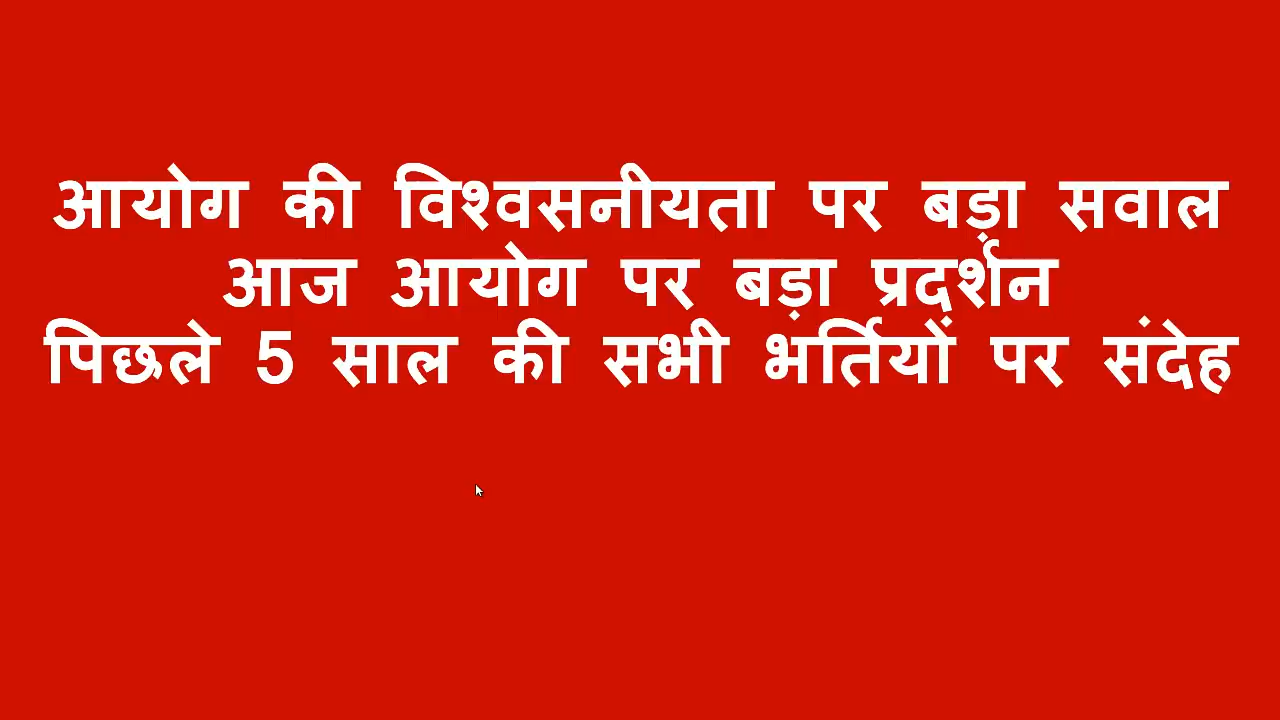 आयोग की विश्वसनीयता पर बड़ा सवाल
आज आयोग पर बड़ा प्रदर्शन
पिछले 5 साल की सभी भर्तियों पर संदेह